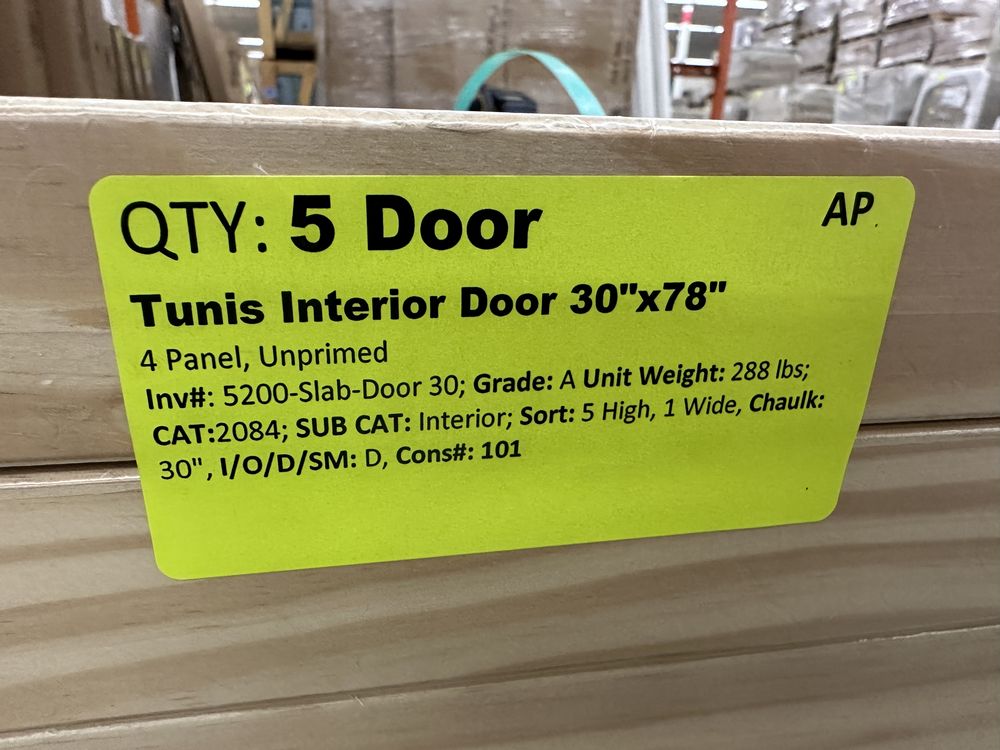 QTY: 5 Door
AP.
Tunis Interior Door 30"x78"
4 Panel, Unprimed
Inv#: 5200-Slab-Door 30; Grade: A Unit Weight: 288 lbs;
CAT:2084; SUB CAT: Interior; Sort: 5 High, 1 Wide, Chaulk:
30", I/O/D/SM: D, Cons#: 101